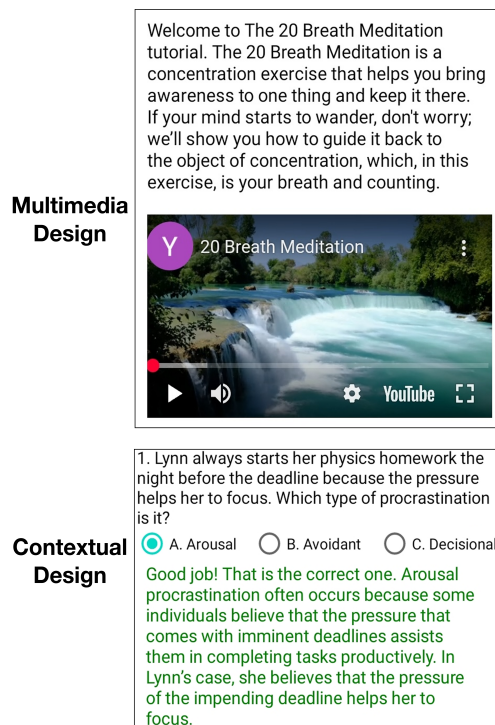 Welcome to The 20 Breath Meditation
tutorial. The 20 Breath Meditation is a
concentration exercise that helps you bring
awareness to one thing and keep it there.
If your mind starts to wander, don't worry;
we'll show you how to guide it back to
the object of concentration, which, in this
exercise, is your breath and counting.
Multimedia
Design
Y 20 Breath Meditation
YouTube
1. Lynn always starts her physics homework the
night before the deadline because the pressure
helps her to focus. Which type of procrastination
is it?
A. Arousal B. Avoidant C. Decisional
Contextual
Design
Good job! That is the correct one. Arousal
procrastination often occurs because some
individuals believe that the pressure that
comes with imminent deadlines assists
them in completing tasks productively. In
Lynn's case, she believes that the pressure
of the impending deadline helps her to
focus.